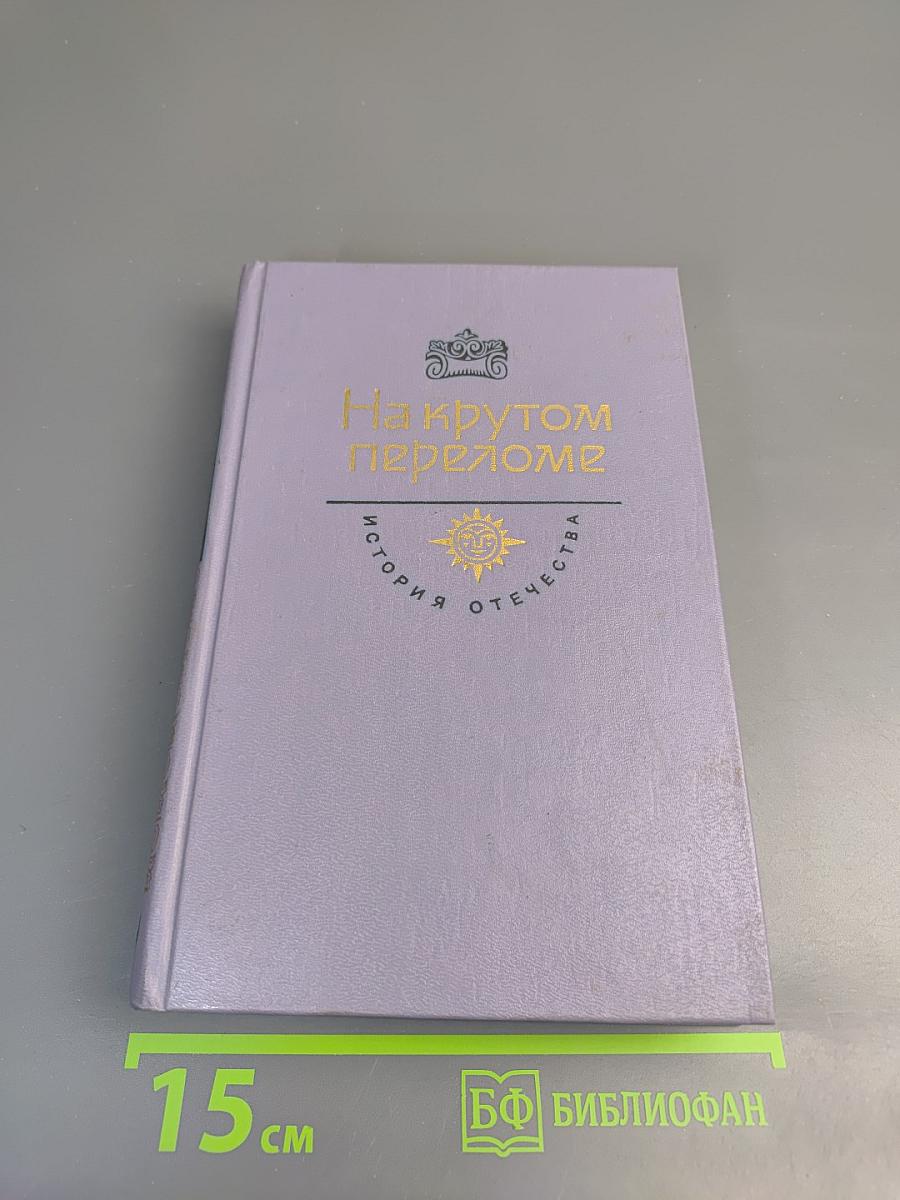 На крутом
переломе
ИСТОРИЯ ОТЕЧЕСТВА
15 см
БФ БИБЛИОФАН